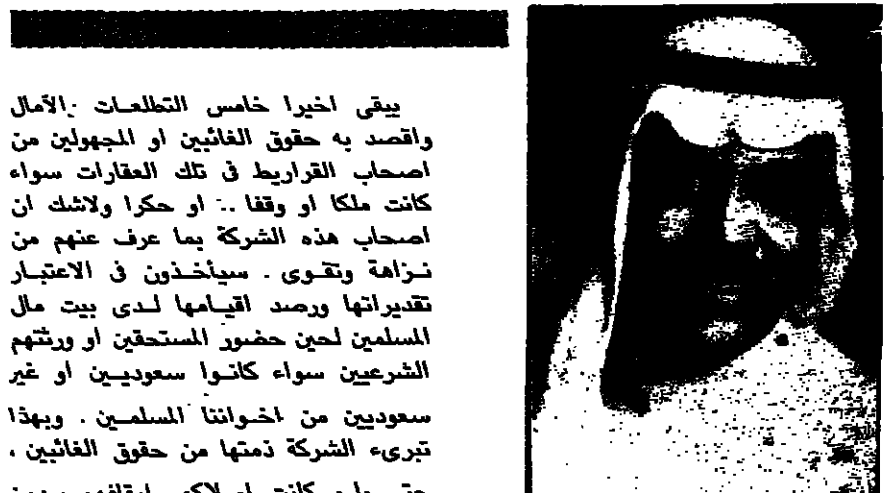 يبقى اخيرا خامس التطلعات .الآمال
واقصد به حقوق الغائبين او المجهولين من
اصحاب القراريط في تلك العقارات سواء
كانت ملكا او وقفا .. او حكرا ولاشك ان
اصحاب هذه الشركة بما عرف عنهم من
نزاهة وتقوى . سيأخذون في الاعتبار
تقديراتها ورصد اقيامها لدى بيت مال
المسلمين لحين حضور المستحقين او ورثتهم
الشرعيين سواء كانوا سعوديين او غير
سعوديين من اخواننا المسلمين . وبهذا
تبرىء الشركة ذمتها من حقوق الغائبين ،
كانت